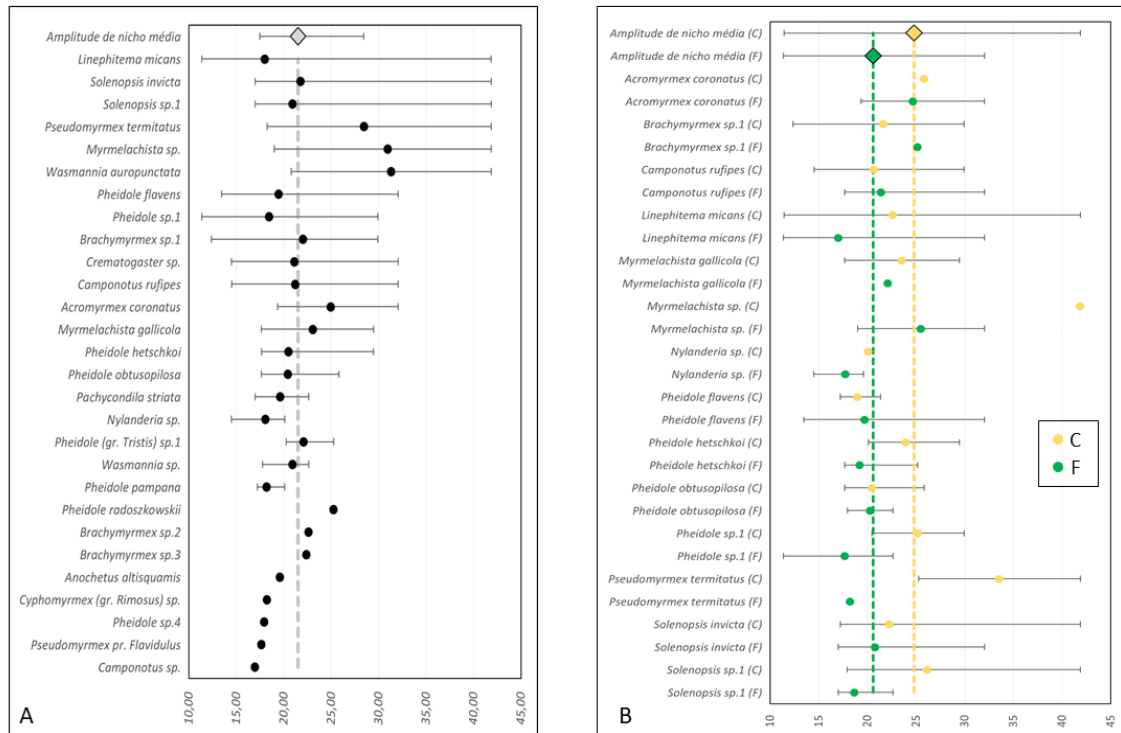 Amplitude de nicho média
Linephitema micans
Solenopsis invicta
Solenopsis sp.1
Pseudomyrmex termitatus
Myrmelachista sp.
Wasmannia auropunctata
Pheidole flavens
Pheidole sp.1
Brachymyrmex sp.1
Crematogaster sp.
Camponotus rufipes
Acromyrmex coronatus
Myrmelachista gallicola
Pheidole hetschkoi
Pheidole obtusopilosa
Pachycondila striata
Nylanderia sp.
Pheidole (gr. Tristis) sp.1
Wasmannia sp.
Pheidole pampana
Pheidole radoszkowskii
Brachymyrmex sp.2
Brachymyrmex sp.3
Anochetus altisquamis
Cyphomyrmex (gr. Rimosus) sp.
Pheidole sp.4
Pseudomyrmex pr. Flavidulus
Camponotus sp.
10,00 15,00 20,00 25,00 30,00 35,00 40,00 45,00
A
Amplitude de nicho média (C)
Amplitude de nicho média (F)
Acromyrmex coronatus (C)
Acromyrmex coronatus (F)
Brachymyrmex sp.1 (C)
Brachymyrmex sp.1 (F)
Camponotus rufipes (C)
Camponotus rufipes (F)
Linephitema micans (C)
Linephitema micans (F)
Myrmelachista gallicola (C)
Myrmelachista gallicola (F)
Myrmelachista sp. (C)
Myrmelachista sp. (F)
Nylanderia sp. (C)
Nylanderia sp. (F)
Pheidole flavens (C)
Pheidole flavens (F)
Pheidole hetschkoi (C)
Pheidole hetschkoi (F)
Pheidole obtusopilosa (C)
Pheidole obtusopilosa (F)
Pheidole sp.1 (C)
Pheidole sp.1 (F)
Pseudomyrmex termitatus (C)
Pseudomyrmex termitatus (F)
Solenopsis invicta (C)
Solenopsis invicta (F)
Solenopsis sp.1 (C)
Solenopsis sp.1 (F)
10 15 20 25 30 35 40 45
C
F
B